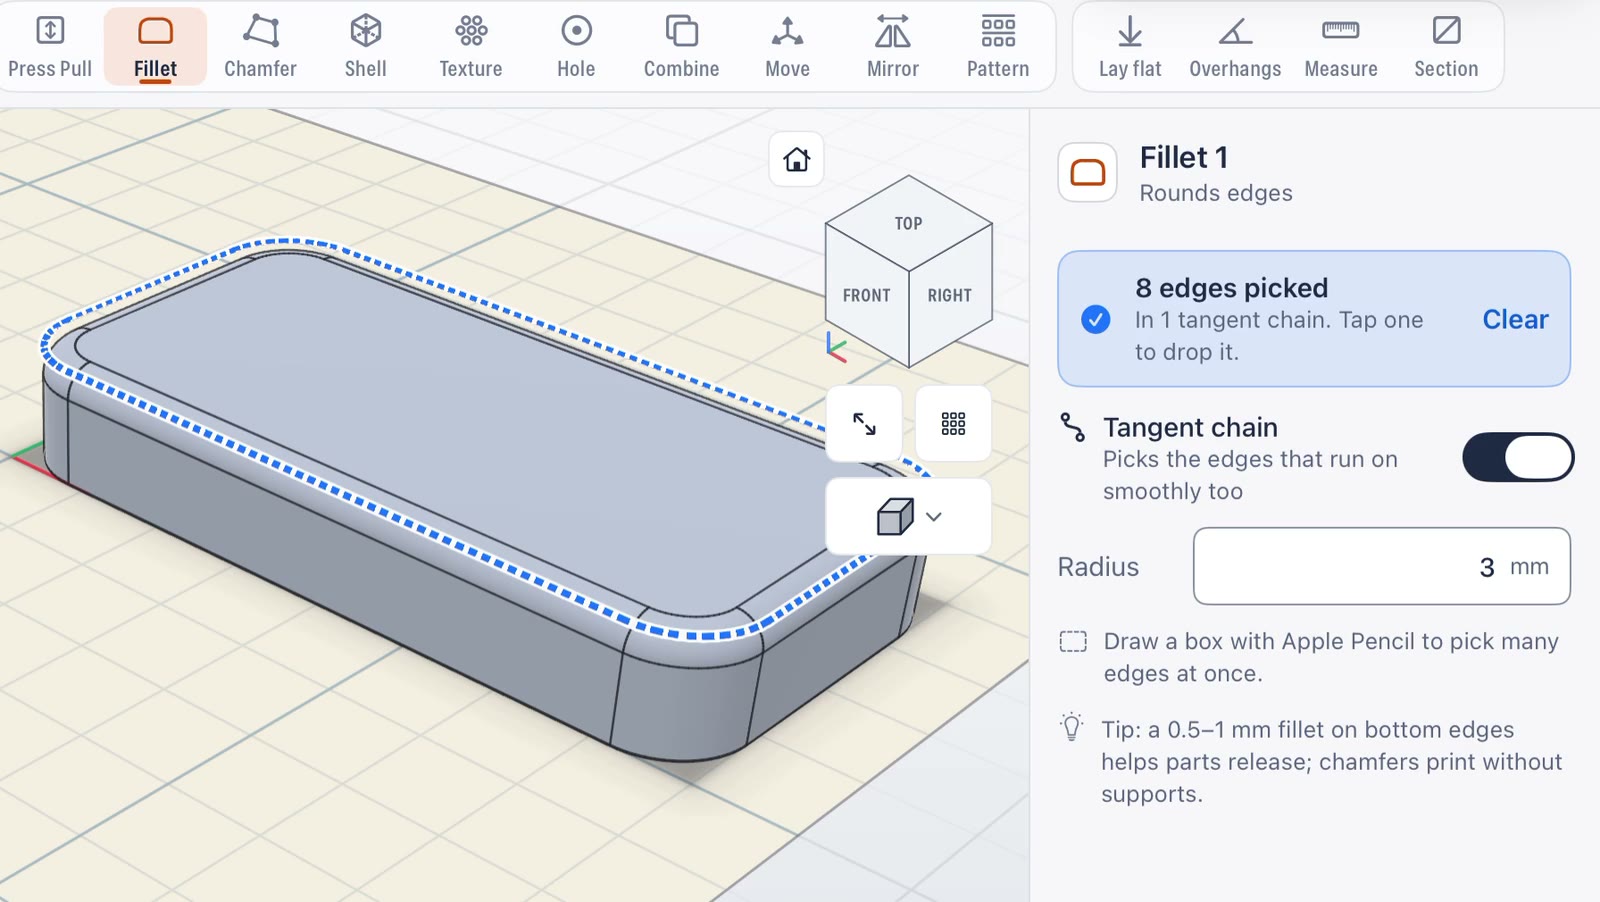 Press Pull
Fillet
Chamfer
Shell
Texture
Hole
Combine
Move
Mirror
Pattern
Lay flat
Overhangs
Measure
Section
TOP
FRONT
RIGHT
Fillet 1
Rounds edges
8 edges picked
In 1 tangent chain. Tap one
to drop it.
Clear
Tangent chain
Picks the edges that run on
smoothly too
Radius
3 mm
Draw a box with Apple Pencil to pick many
edges at once.
Tip: a 0.5–1 mm fillet on bottom edges
helps parts release; chamfers print without
supports.